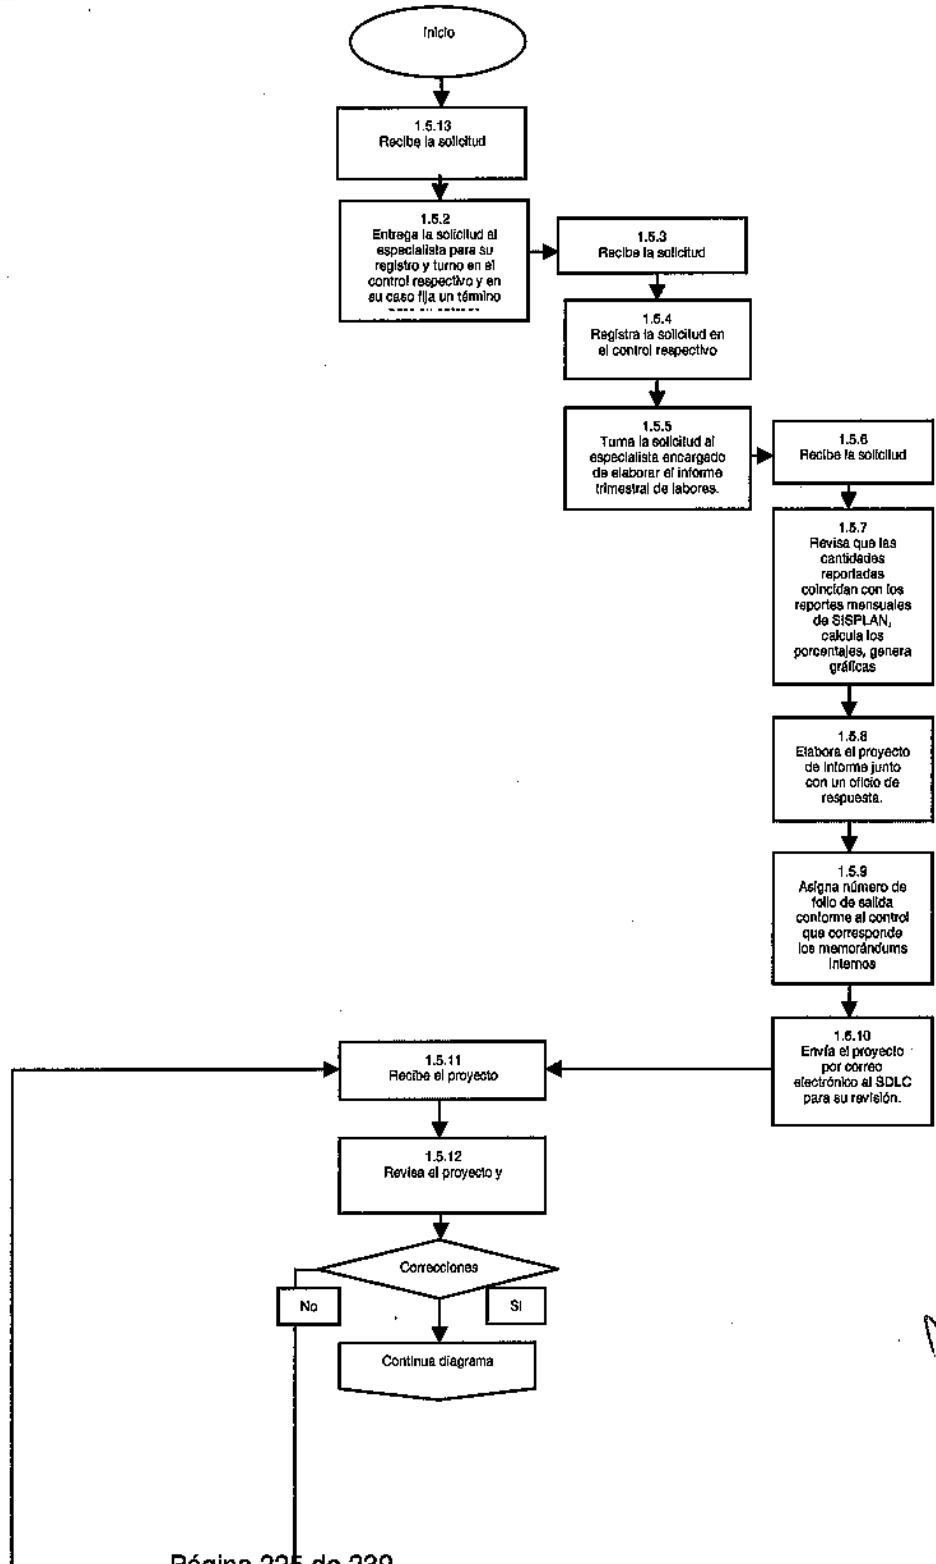 Inicio
1.5.13
Recibe la solicitud
1.5.2
Entrega la solicitud al
especialista para su
registro y turno en el
control respectivo y en
su caso fija un término
1.5.3
Recibe la solicitud
1.5.4
Registra la solicitud en
el control respectivo
1.5.5
Turna la solicitud al
especialista encargado
de elaborar el informe
trimestral de labores.
1.5.6
Recibe la solicitud
1.5.7
Revisa que las
cantidades
reportadas
coincidan con los
reportes mensuales
de SISPLAN,
calcula los
porcentajes, genera
gráficas
1.5.8
Elabora el proyecto
de informe junto
con un oficio de
respuesta.
1.5.9
Asigna número de
folio de salida
conforme al control
que corresponde
los memorándums
internos
1.5.10
Envía el proyecto
por correo
electrónico al SDLC
para su revisión.
1.5.11
Recibe el proyecto
1.5.12
Revisa el proyecto y
Correcciones
No
SI
Continua diagrama
Página 225 de 239